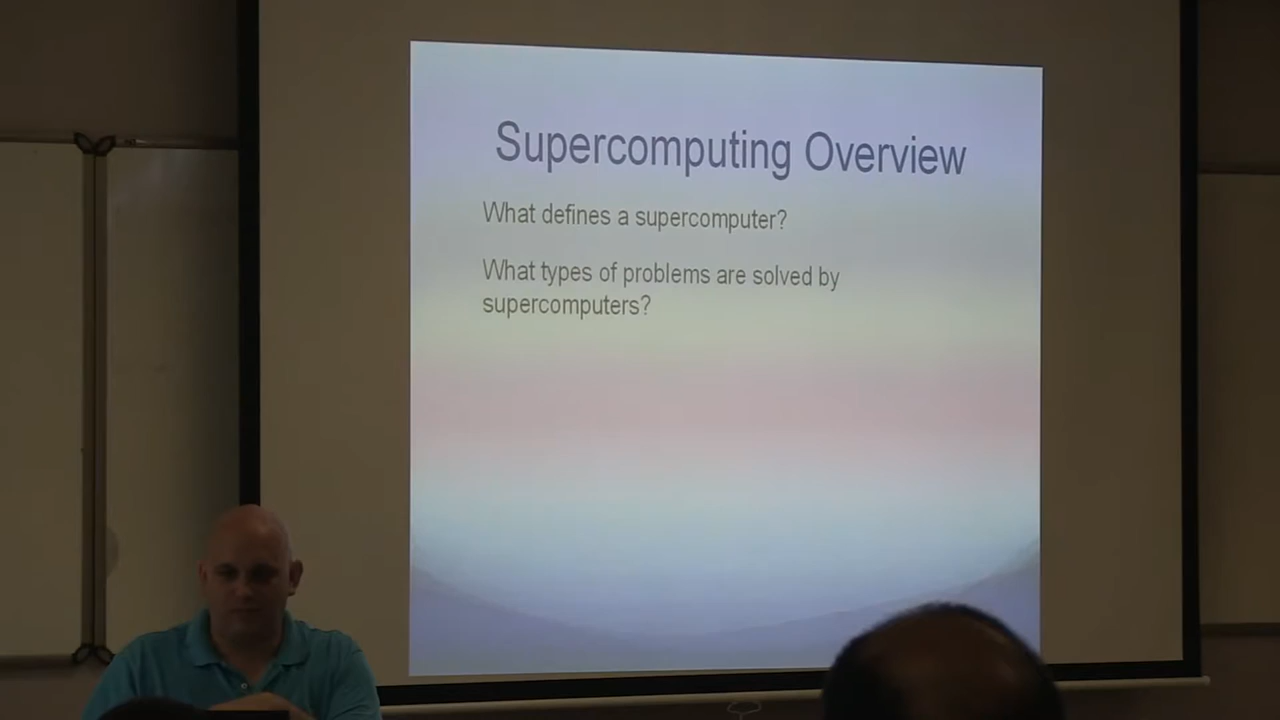 Supercomputing Overview
What defines a supercomputer?
What types of problems are solved by
supercomputers?